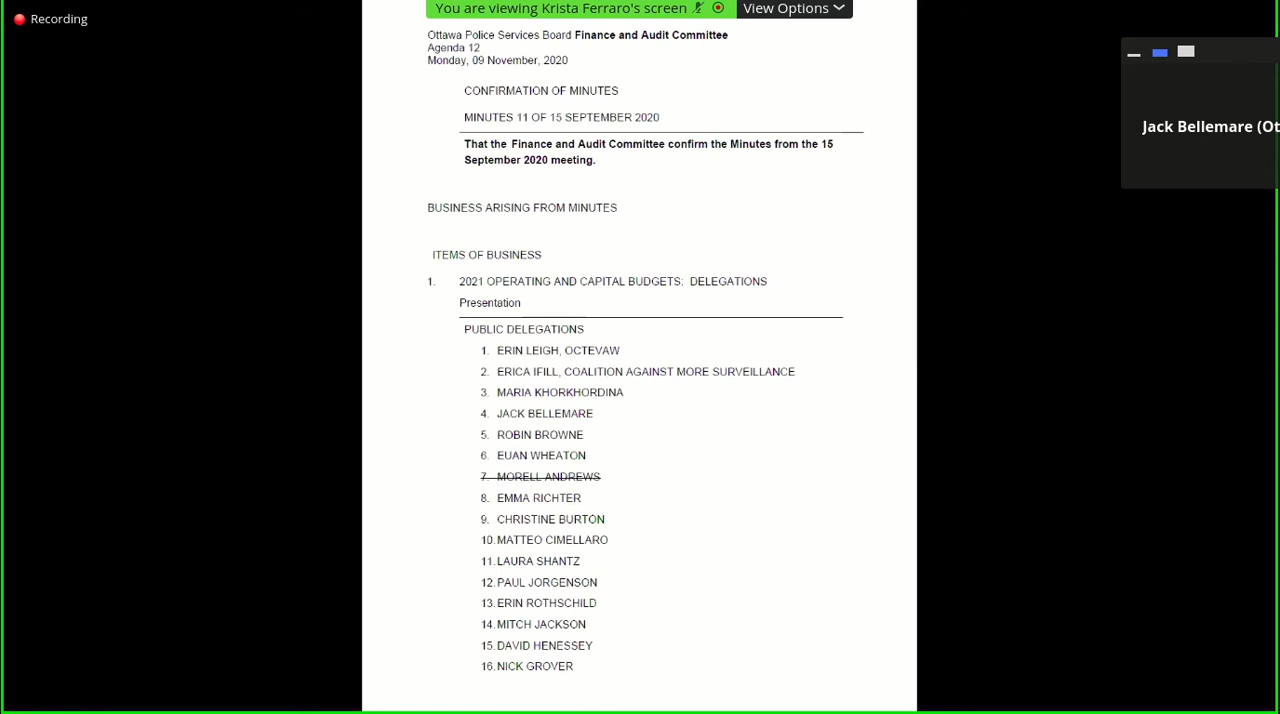 Recording
You are viewing Krista Ferraro's screen
View Options
Ottawa Police Services Board Finance and Audit Committee
Agenda 12
Monday, 09 November, 2020
CONFIRMATION OF MINUTES
MINUTES 11 OF 15 SEPTEMBER 2020
That the Finance and Audit Committee confirm the Minutes from the 15
September 2020 meeting.
BUSINESS ARISING FROM MINUTES
ITEMS OF BUSINESS
1. 2021 OPERATING AND CAPITAL BUDGETS: DELEGATIONS
Presentation
PUBLIC DELEGATIONS
1. ERIN LEIGH, OCTEVAW
2. ERICA IFILL, COALITION AGAINST MORE SURVEILLANCE
3. MARIA KHORKHORDINA
4. JACK BELLEMARE
5. ROBIN BROWNE
6. EUAN WHEATON
7. MORELL ANDREWS
8. EMMA RICHTER
9. CHRISTINE BURTON
10. MATTEO CIMELLARO
11. LAURA SHANTZ
12. PAUL JORGENSON
13. ERIN ROTHSCHILD
14. MITCH JACKSON
15. DAVID HENESSEY
16. NICK GROVER
Jack Bellemare (Ot